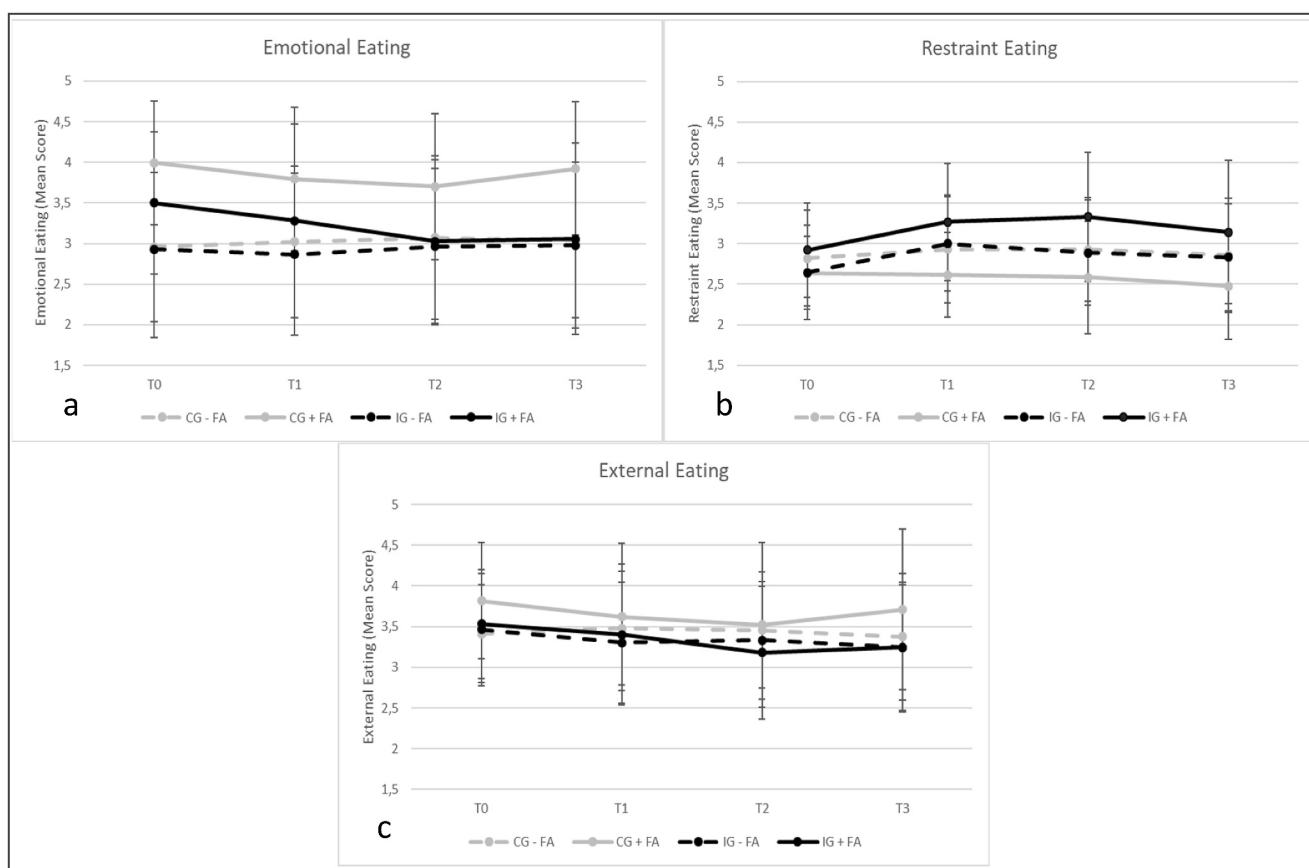 Emotional Eating
Emotional Eating (Mean Score)
5
4,5
4
3,5
3
2,5
2
1,5
T0 T1 T2 T3
a
CG - FA CG + FA IG - FA IG + FA
Restraint Eating
Restraint Eating (Mean Score)
5
4,5
4
3,5
3
2,5
2
1,5
T0 T1 T2 T3
b
CG - FA CG + FA IG - FA IG + FA
External Eating
External Eating (Mean Score)
5
4,5
4
3,5
3
2,5
2
1,5
T0 T1 T2 T3
c
CG - FA CG + FA IG - FA IG + FA